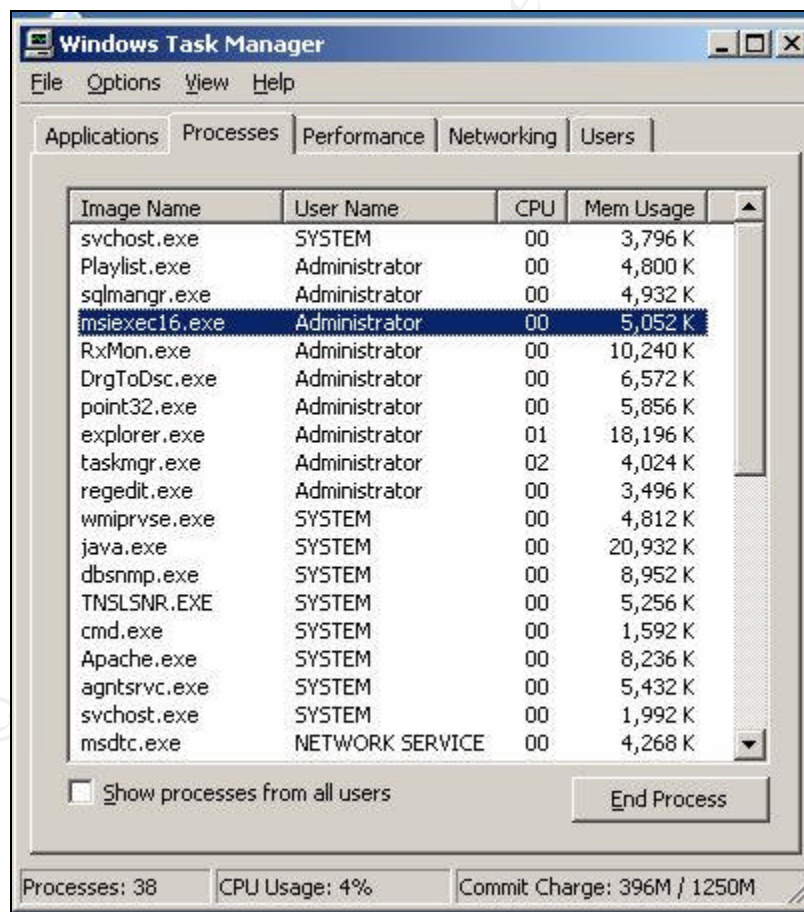 Windows Task Manager
File Options View Help
Applications Processes Performance Networking Users
Image Name User Name CPU Mem Usage
svchost.exe SYSTEM 00 3,796 K
Playlist.exe Administrator 00 4,800 K
sqlmangr.exe Administrator 00 4,932 K
msiexec16.exe Administrator 00 5,052 K
RxMon.exe Administrator 00 10,240 K
DrgToDsc.exe Administrator 00 6,572 K
point32.exe Administrator 00 5,856 K
explorer.exe Administrator 01 18,196 K
taskmgr.exe Administrator 02 4,024 K
regedit.exe Administrator 00 3,496 K
wmiprvse.exe SYSTEM 00 4,812 K
java.exe SYSTEM 00 20,932 K
dbsnmp.exe SYSTEM 00 8,952 K
TNSLSNR.EXE SYSTEM 00 5,256 K
cmd.exe SYSTEM 00 1,592 K
Apache.exe SYSTEM 00 8,236 K
agntsrvc.exe SYSTEM 00 5,432 K
svchost.exe SYSTEM 00 1,992 K
msdtc.exe NETWORK SERVICE 00 4,268 K
Show processes from all users
End Process
Processes: 38 CPU Usage: 4% Commit Charge: 396M / 1250M